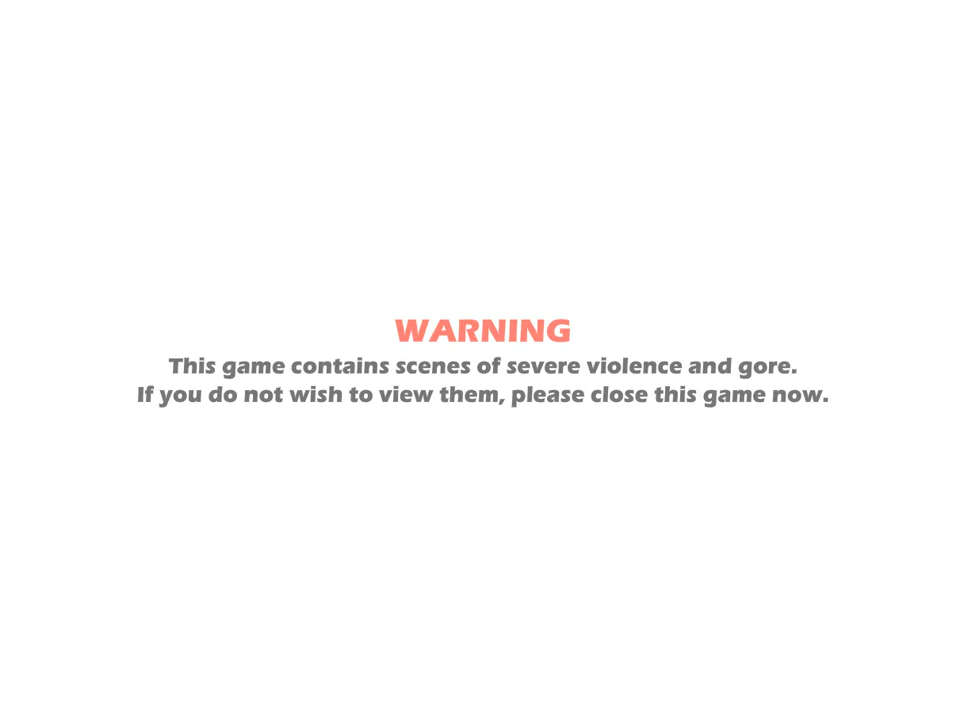 WARNING
This game contains scenes of severe violence and gore.
If you do not wish to view them, please close this game now.